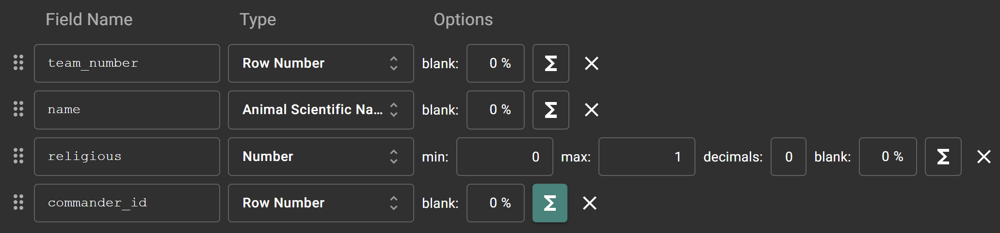 Field Name Type Options
team_number Row Number blank: 0 % Σ
name Animal Scientific Na... blank: 0 % Σ
religious Number min: 0 max: 1 decimals: 0 blank: 0 % Σ
commander_id Row Number blank: 0 % Σ